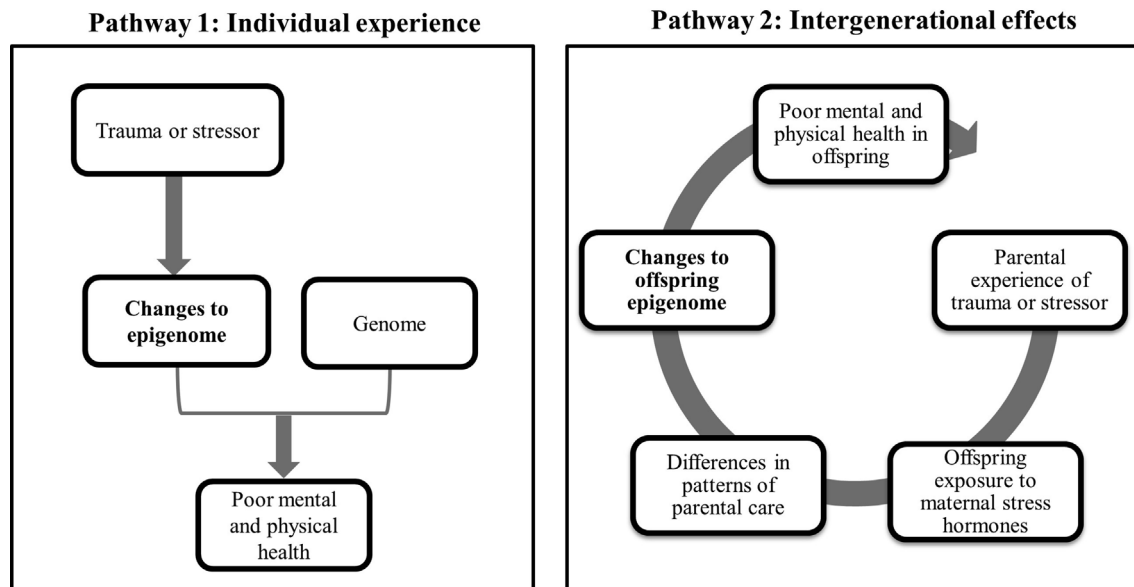 Pathway 1: Individual experience
Trauma or stressor
Changes to
epigenome
Genome
Poor mental
and physical
health
Pathway 2: Intergenerational effects
Poor mental and
physical health in
offspring
Parental
experience of
trauma or stressor
Offspring
exposure to
maternal stress
hormones
Differences in
patterns of
parental care
Changes to
offspring
epigenome